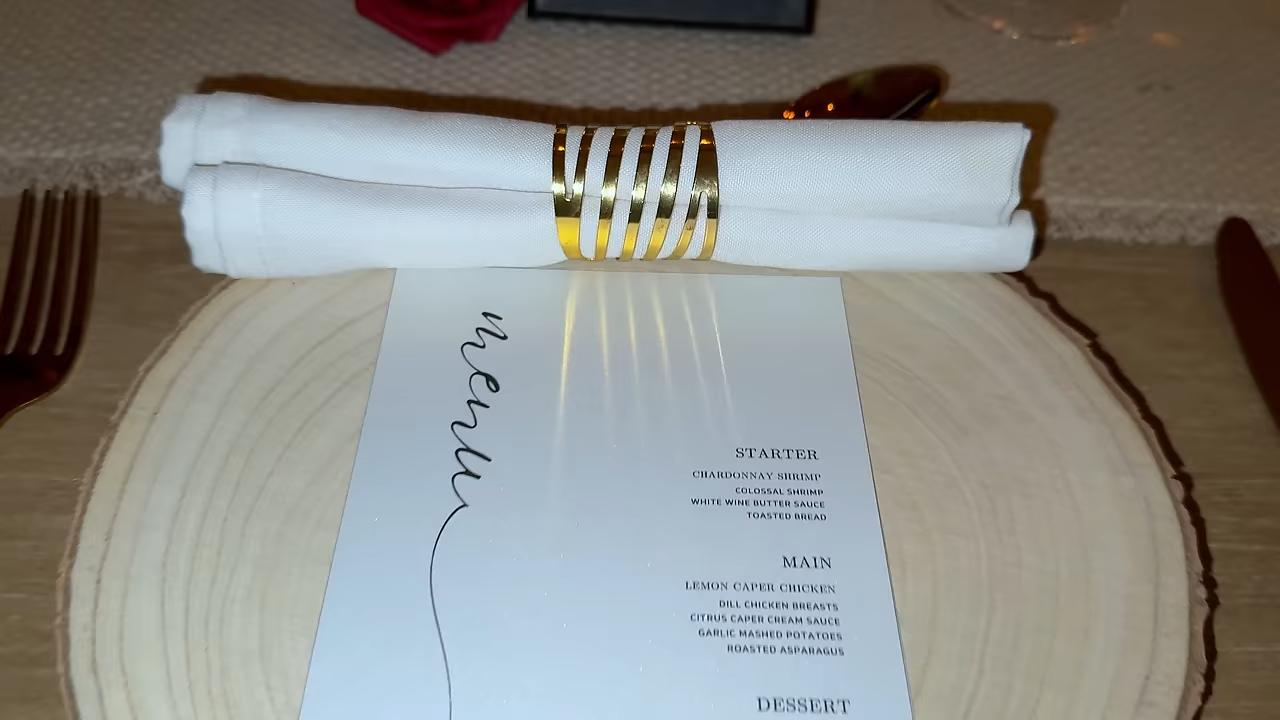 menu
STARTER
CHARDONNAY SHRIMP
COLOSSAL SHRIMP
WHITE WINE BUTTER SAUCE
TOASTED BREAD
MAIN
LEMON CAPER CHICKEN
DILL CHICKEN BREASTS
CITRUS CAPER CREAM SAUCE
GARLIC MASHED POTATOES
ROASTED ASPARAGUS
DESSERT